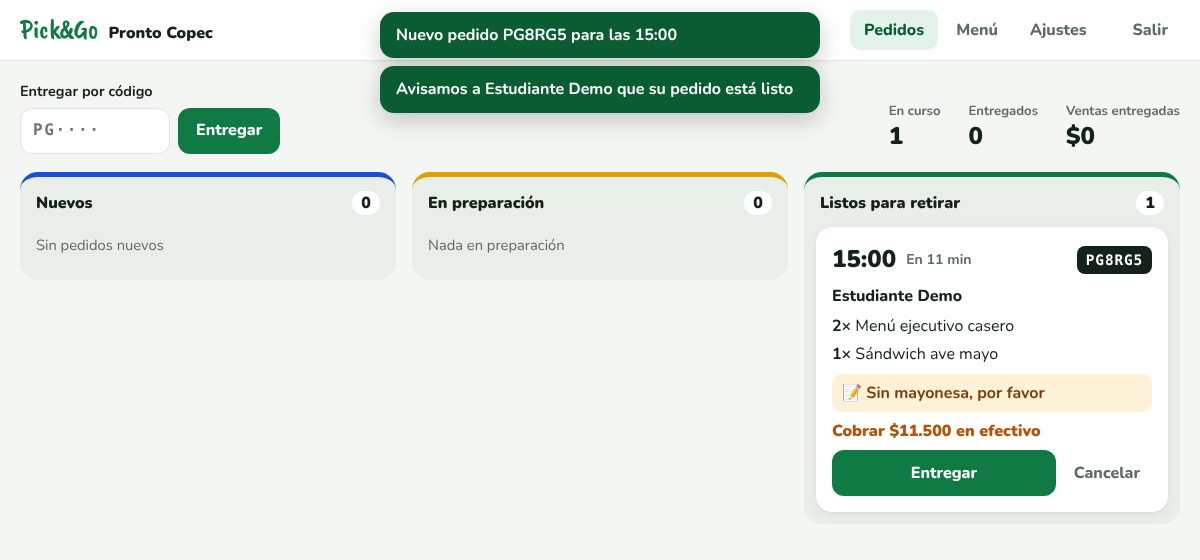 Pick&Go Pronto Copec
Nuevo pedido PG8RG5 para las 15:00
Avisamos a Estudiante Demo que su pedido está listo
Pedidos Menú Ajustes Salir
Entregar por código
PG····
Entregar
En curso Entregados Ventas entregadas
1 0 $0
Nuevos 0
Sin pedidos nuevos
En preparación 0
Nada en preparación
Listos para retirar 1
15:00 En 11 min PG8RG5
Estudiante Demo
2× Menú ejecutivo casero
1× Sándwich ave mayo
📝 Sin mayonesa, por favor
Cobrar $11.500 en efectivo
Entregar Cancelar